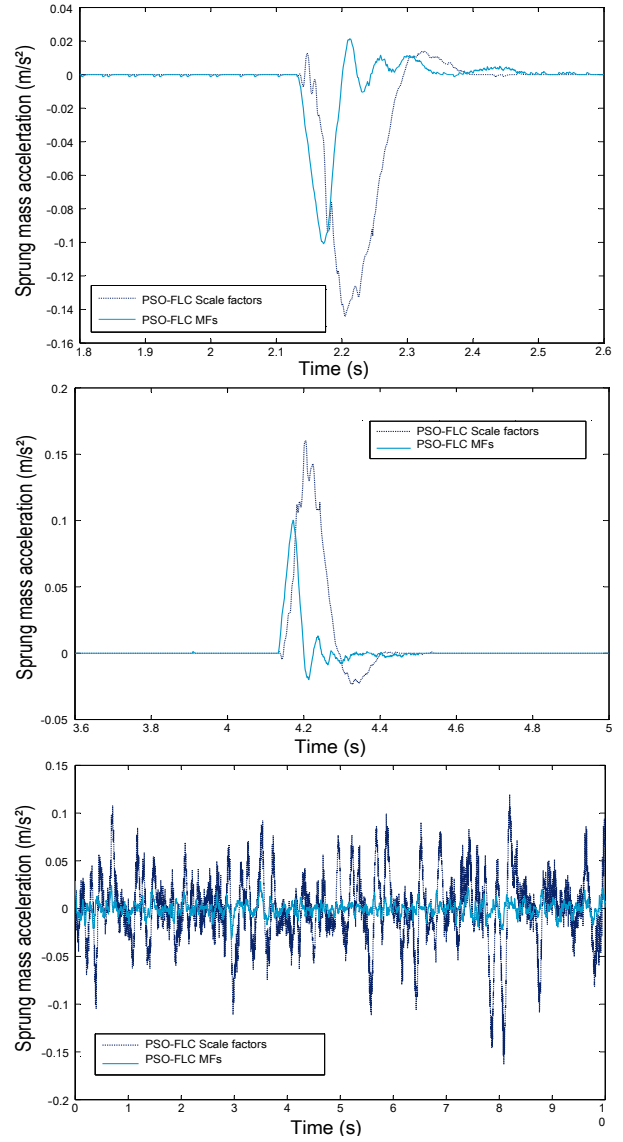 Sprung mass accelertation (m/s²)
0.04
0.02
0
-0.02
0.04
-0.06
-0.08
-0.1
-0.12
-0.14
-0.16
PSO-FLC Scale factors
PSO-FLC MFs
1.8 1.9 2 2.1 2.2 2.3 2.4 2.5 2.6
Time (s)
Sprung mass acceleration (m/s²)
0.2
0.15
0.1
0.05
0
-0.05
PSO-FLC Scale factors
PSO-FLC MFs
3.6 3.8 4 4.2 4.4 4.6 4.8 5
Time (s)
Sprung mass acceleration (m/s²)
0.15
0.1
0.05
0
-0.05
-0.1
-0.15
-0.2
PSO-FLC Scale factors
PSO-FLC MFs
0 1 2 3 4 5 6 7 8 9 1
0
Time (s)